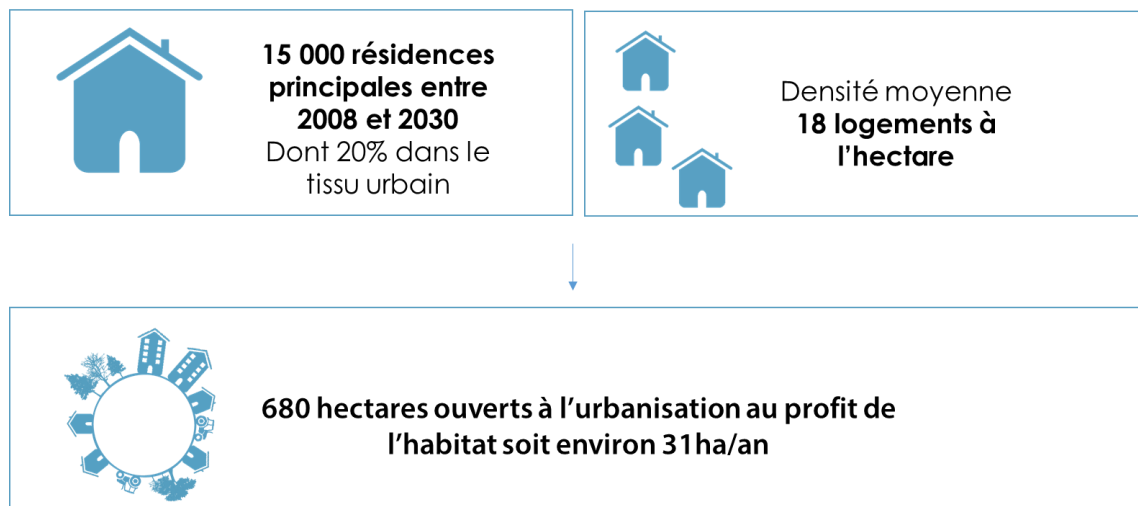 15 000 résidences
principales entre
2008 et 2030
Dont 20% dans le
tissu urbain
Densité moyenne
18 logements à
l’hectare
680 hectares ouverts à l’urbanisation au profit de
l’habitat soit environ 31ha/an